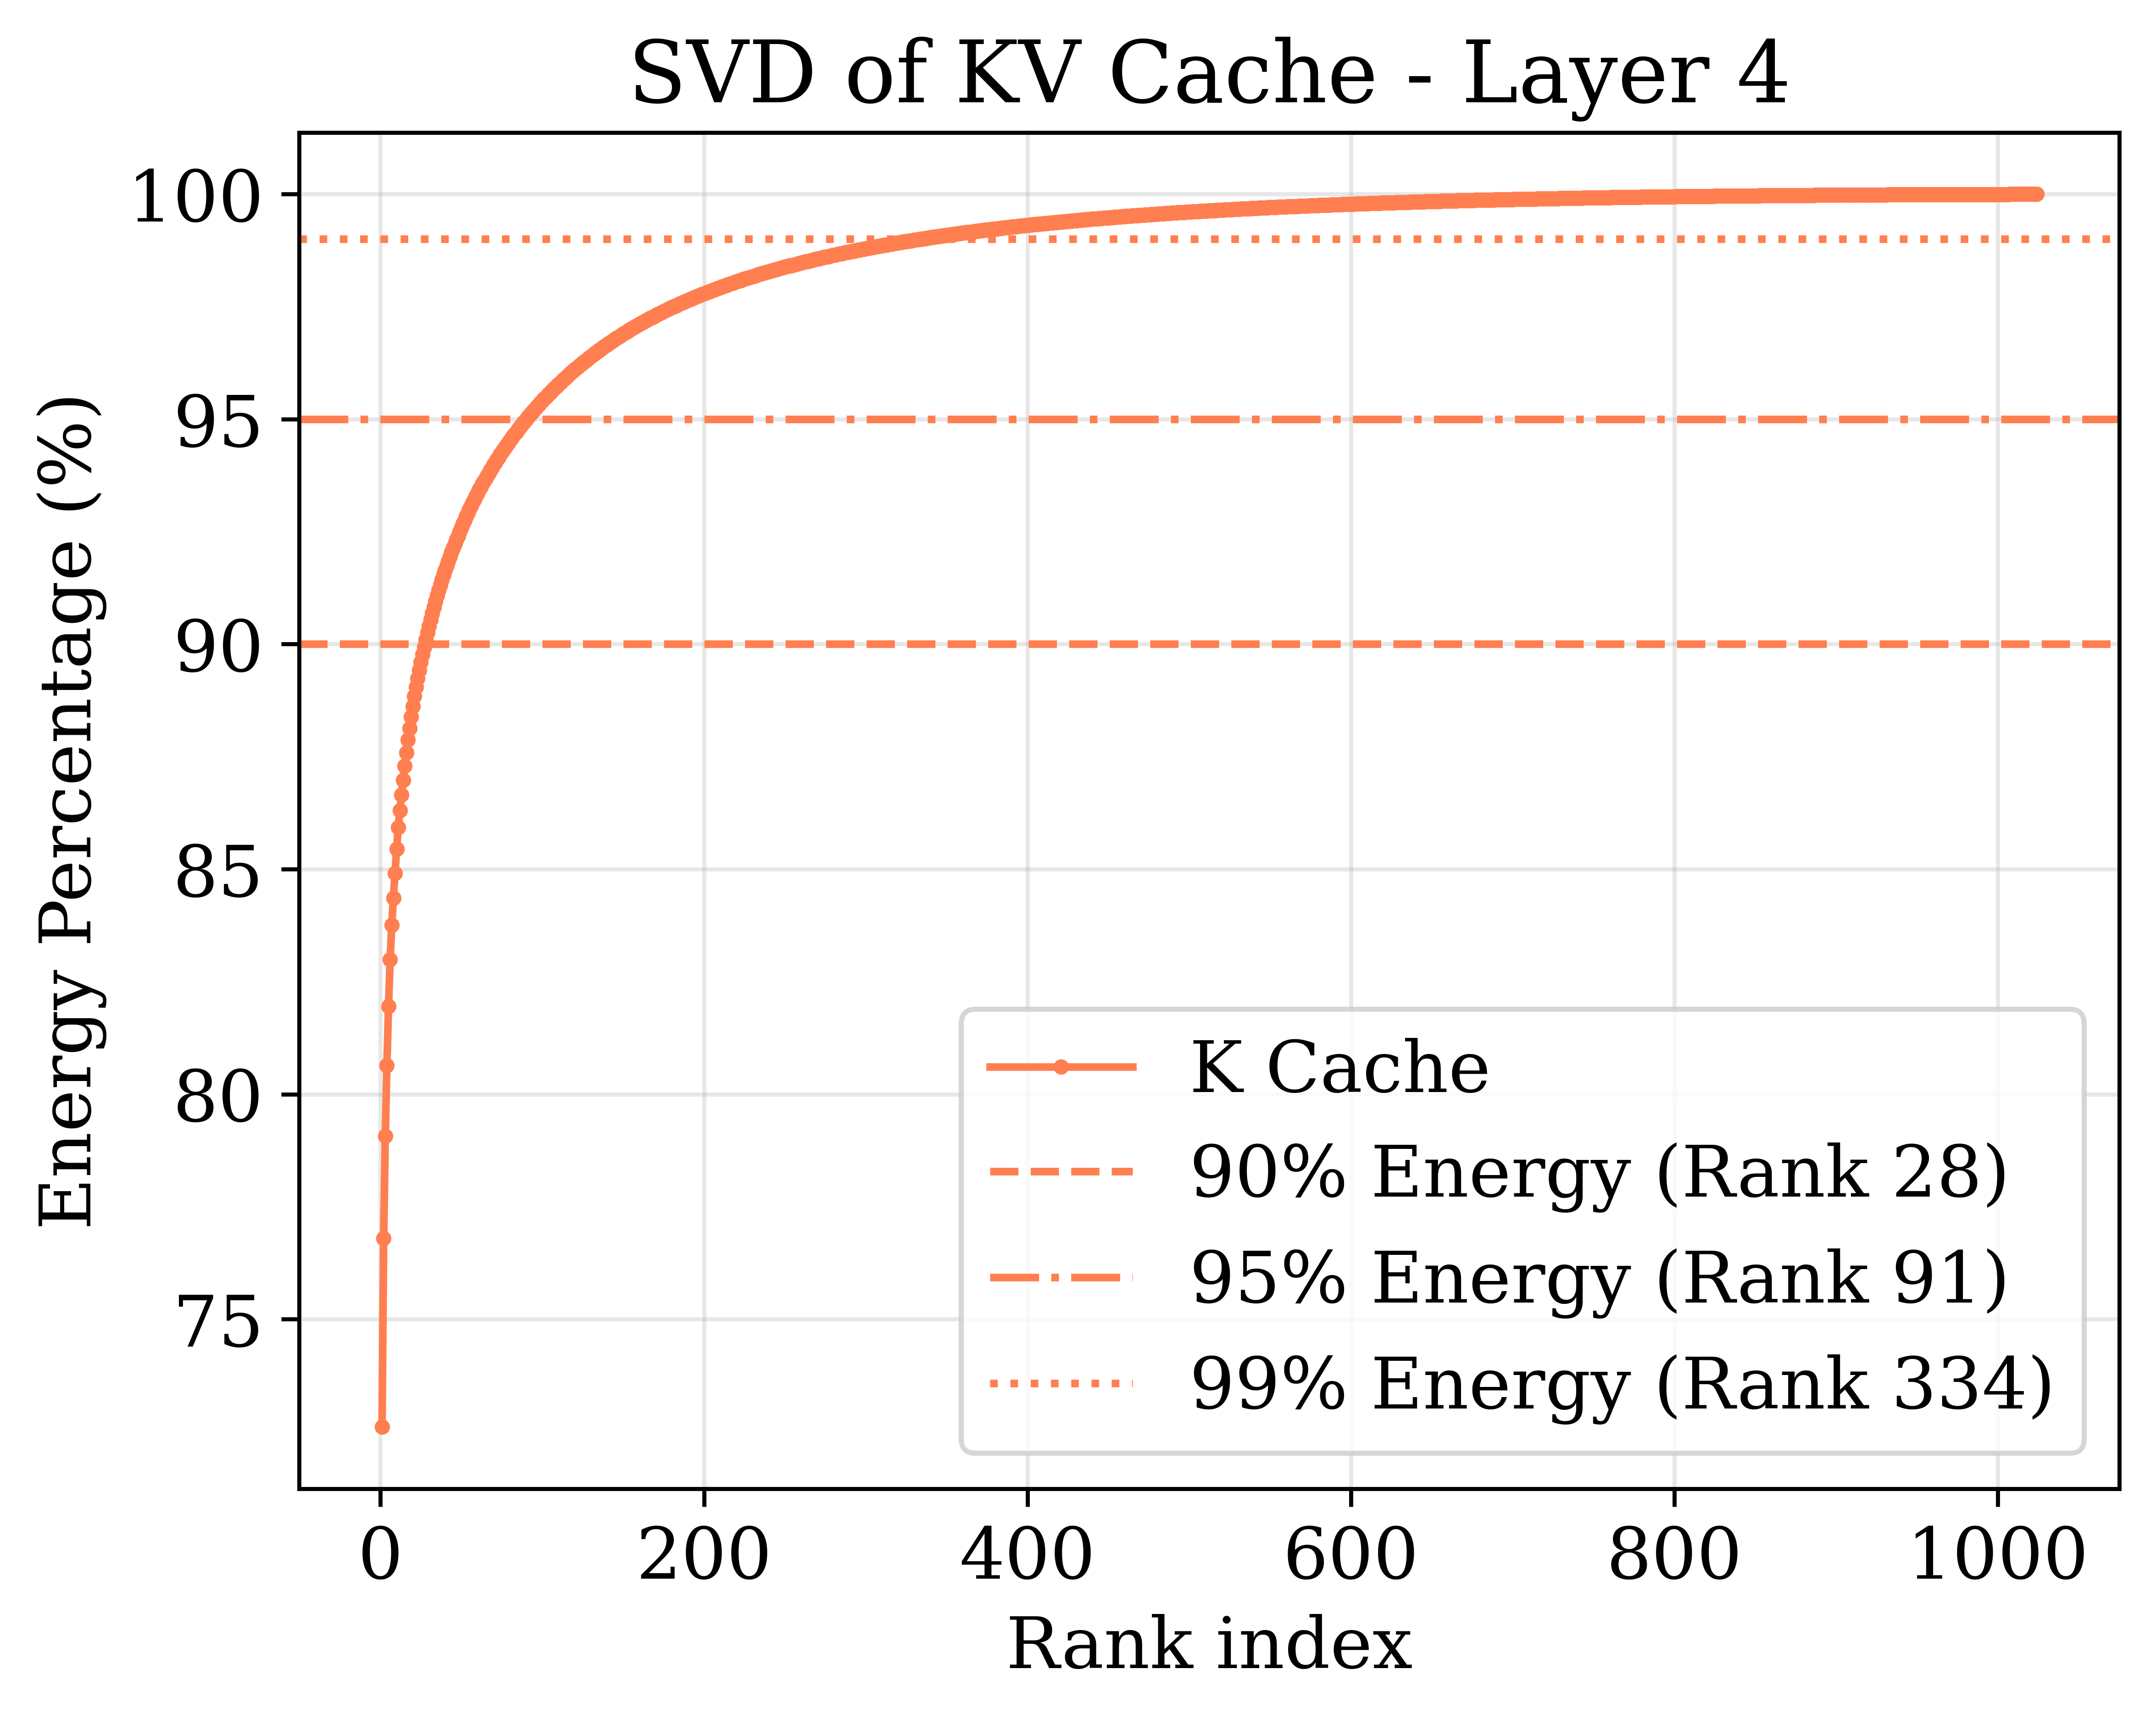 SVD of KV Cache - Layer 4
Energy Percentage (%)
100
95
90
85
80
75
K Cache
90% Energy (Rank 28)
95% Energy (Rank 91)
99% Energy (Rank 334)
0 200 400 600 800 1000
Rank index